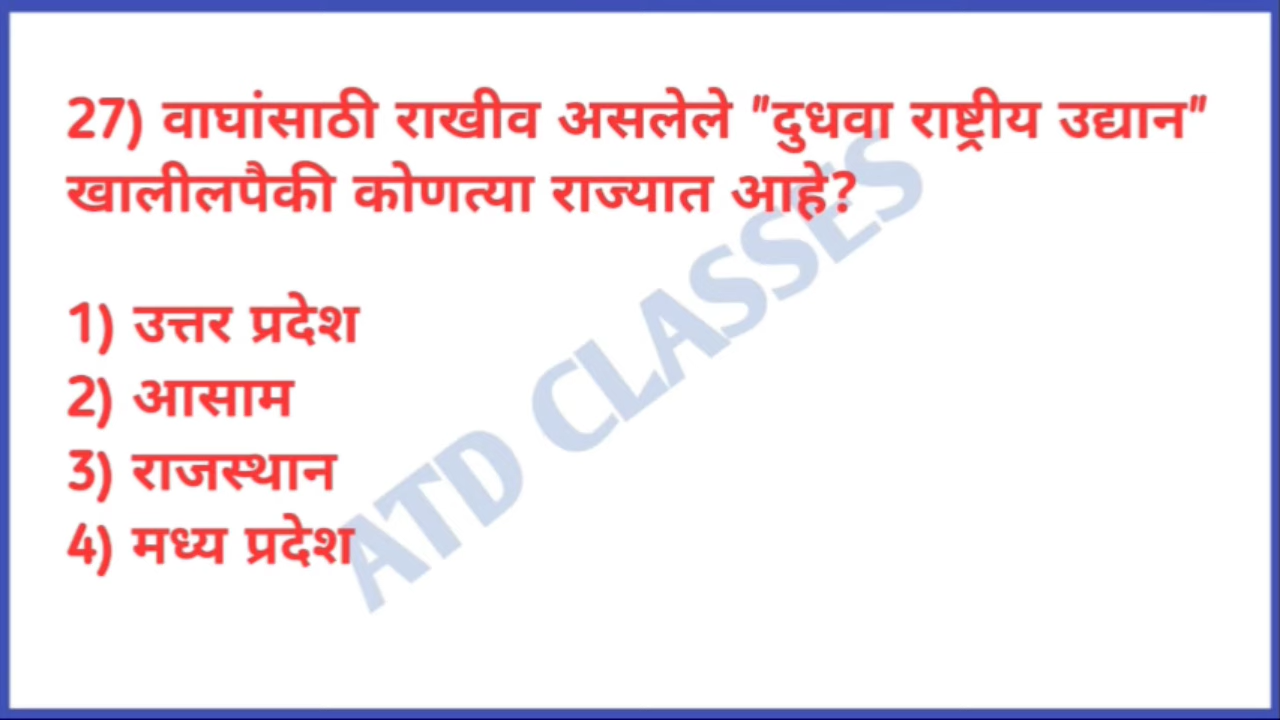 27) वाघांसाठी राखीव असलेले "दुधवा राष्ट्रीय उद्यान"
खालीलपैकी कोणत्या राज्यात आहे?
1) उत्तर प्रदेश
2) आसाम
3) राजस्थान
4) मध्य प्रदेश
ATD CLASSES